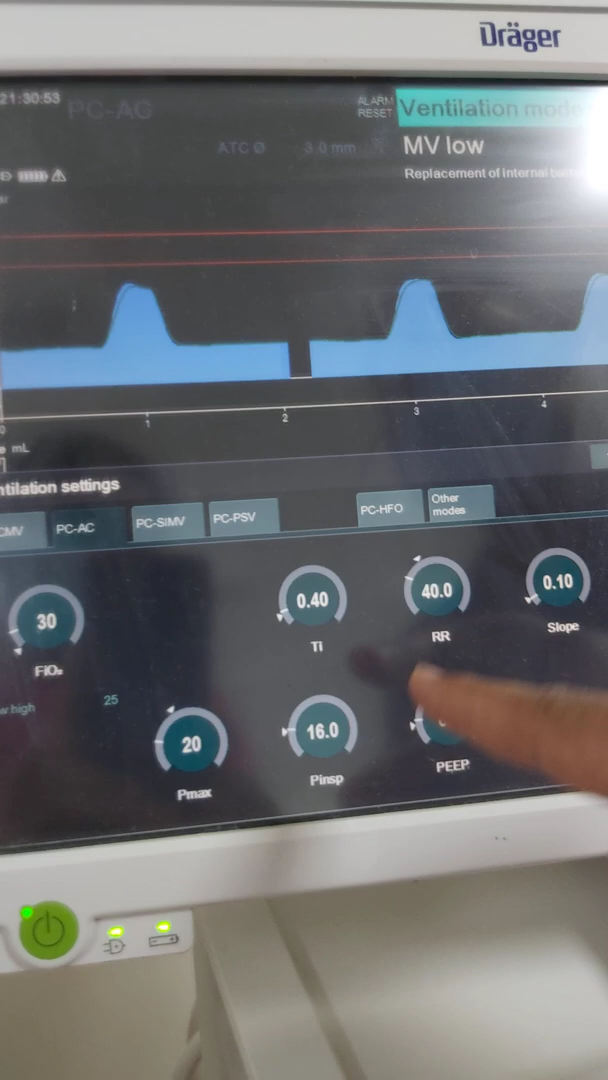 Dräger
21:30:53
PC-AC
ALARM
RESET
Ventilation mode
ATC Ø 3.0 mm
MV low
Replacement of internal
0 1 2 3 4
mL
ntilation settings
CMV PC-AC PC-SIMV PC-PSV PC-HFO Other modes
30
FiO₂
0.40
Ti
40.0
RR
0.10
Slope
w high 25
20
Pmax
16.0
Pinsp
PEEP